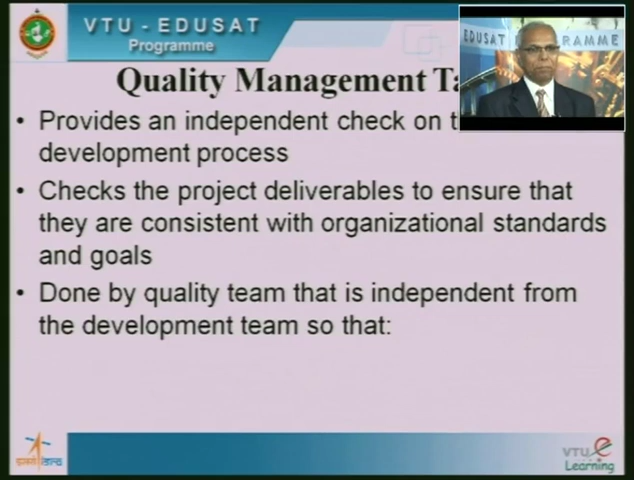 VTU - EDUSAT
Programme
EDUSAT PROGRAMME
Quality Management
• Provides an independent check on
development process
• Checks the project deliverables to ensure that
they are consistent with organizational standards
and goals
• Done by quality team that is independent from
the development team so that:
VTU
Learning